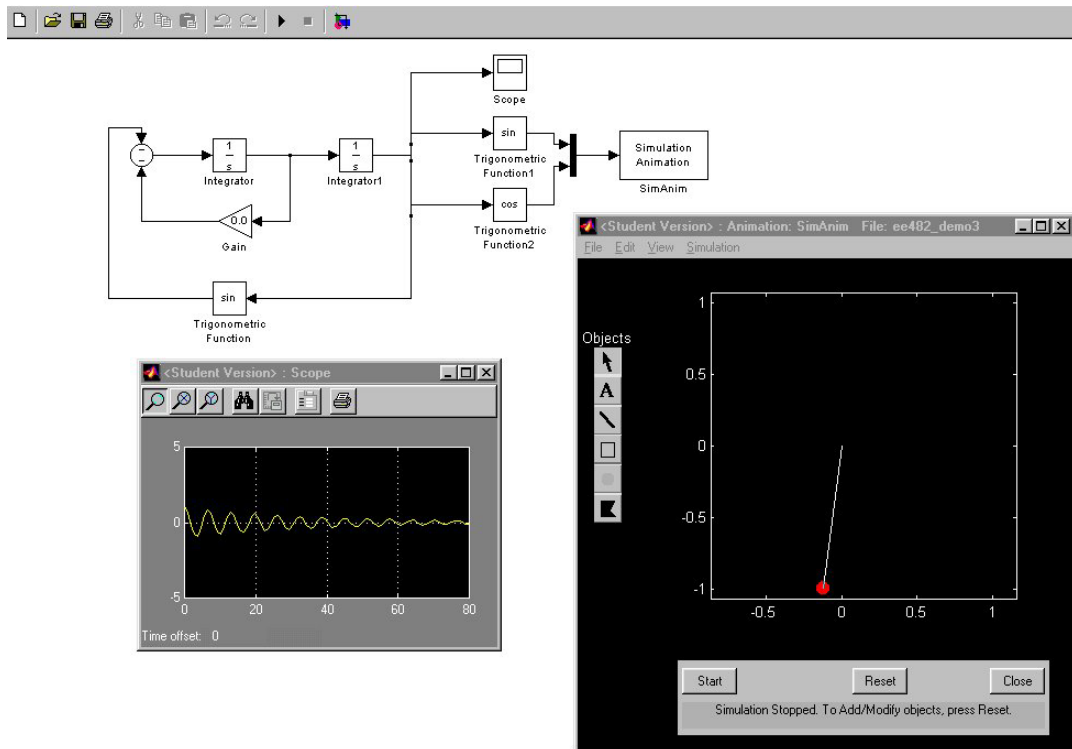 Scope
sin
Trigonometric
Function1
Simulation
Animation
SimAnim
1
s
Integrator
1
s
Integrator1
cos
Trigonometric
Function2
0.0
Gain
sin
Trigonometric
Function
<Student Version> : Scope
5
0
-5
0 20 40 60 80
Time offset: 0
<Student Version> : Animation: SimAnim File: ee482_demo3
File Edit View Simulation
Objects
A
1
0.5
0
-0.5
-1
-0.5 0 0.5 1
Start Reset Close
Simulation Stopped. To Add/Modify objects, press Reset.